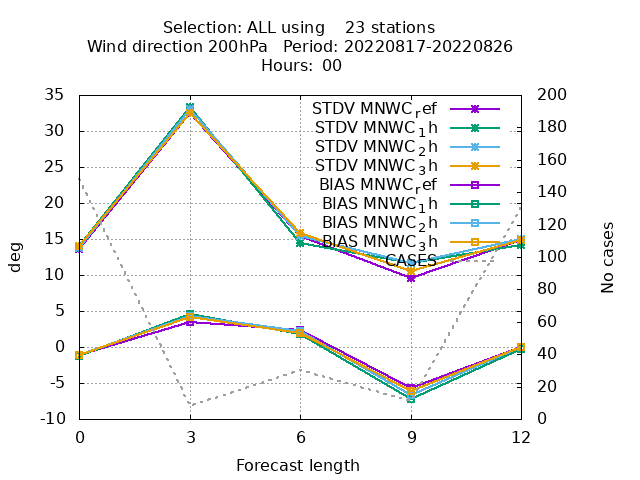 Selection: ALL using    23 stations
Wind direction 200hPa   Period: 20220817-20220826
Hours: 00
35
30
25
20
15
10
5
0
-5
-10
deg
200
180
160
140
120
100
80
60
40
20
0
No cases
STDV MNWC_ref
STDV MNWC_1h
STDV MNWC_2h
STDV MNWC_3h
BIAS MNWC_ref
BIAS MNWC_1h
BIAS MNWC_2h
BIAS MNWC_3h
CASES
0 3 6 9 12
Forecast length